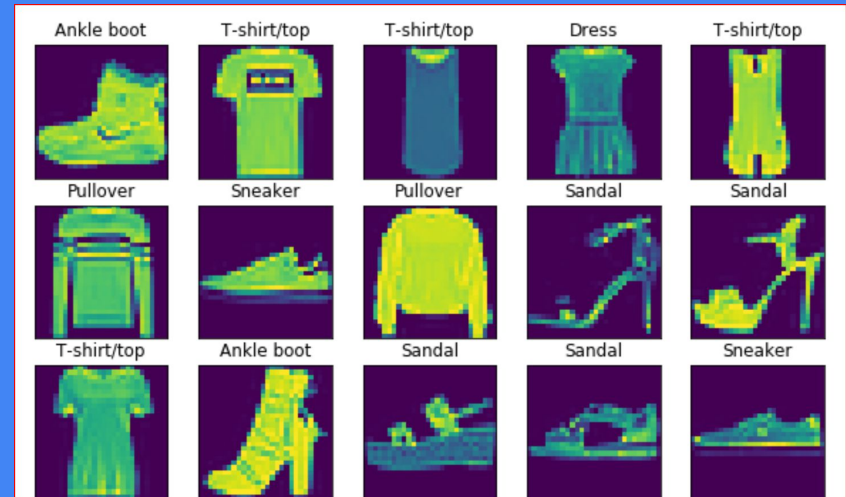 Ankle boot T-shirt/top T-shirt/top Dress T-shirt/top
Pullover Sneaker Pullover Sandal Sandal
T-shirt/top Ankle boot Sandal Sandal Sneaker